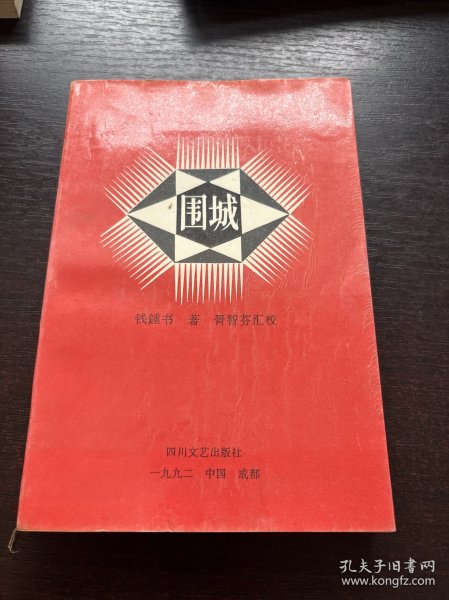 围城
钱鍾书 著 胥智芬汇校
四川文艺出版社
一九九二 中国 成都
孔夫子旧书网
www.kongfz.com